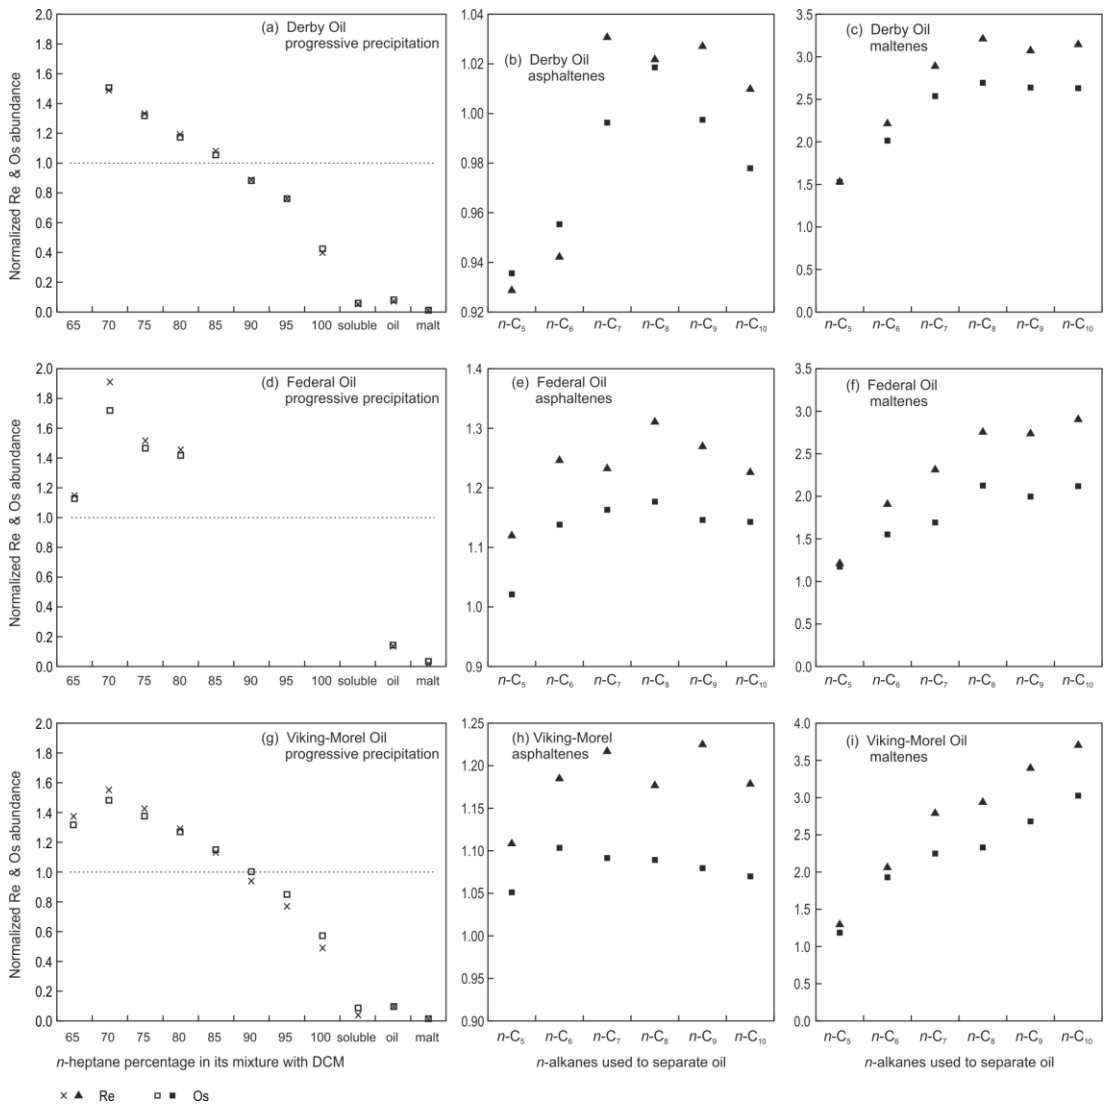 (a) Derby Oil
progressive precipitation
Normalized Re & Os abundance
2.0
1.8
1.6
1.4
1.2
1.0
0.8
0.6
0.4
0.2
0.0
65 70 75 80 85 90 95 100 soluble oil malt
(b) Derby Oil
asphaltenes
1.04
1.02
1.00
0.98
0.96
0.94
0.92
n-C5 n-C6 n-C7 n-C8 n-C9 n-C10
(c) Derby Oil
maltenes
3.5
3.0
2.5
2.0
1.5
1.0
0.5
0.0
n-C5 n-C6 n-C7 n-C8 n-C9 n-C10
(d) Federal Oil
progressive precipitation
Normalized Re & Os abundance
2.0
1.8
1.6
1.4
1.2
1.0
0.8
0.6
0.4
0.2
0.0
65 70 75 80 85 90 95 100 soluble oil malt
(e) Federal Oil
asphaltenes
1.4
1.3
1.2
1.1
1.0
0.9
n-C5 n-C6 n-C7 n-C8 n-C9 n-C10
(f) Federal Oil
maltenes
3.5
3.0
2.5
2.0
1.5
1.0
0.5
0.0
n-C5 n-C6 n-C7 n-C8 n-C9 n-C10
(g) Viking-Morel Oil
progressive precipitation
Normalized Re & Os abundance
2.0
1.8
1.6
1.4
1.2
1.0
0.8
0.6
0.4
0.2
0.0
65 70 75 80 85 90 95 100 soluble oil malt
n-heptane percentage in its mixture with DCM
(h) Viking-Morel
asphaltenes
1.25
1.20
1.15
1.10
1.05
1.00
0.95
0.90
n-C5 n-C6 n-C7 n-C8 n-C9 n-C10
n-alkanes used to separate oil
(i) Viking-Morel Oil
maltenes
4.0
3.5
3.0
2.5
2.0
1.5
1.0
0.5
0.0
n-C5 n-C6 n-C7 n-C8 n-C9 n-C10
n-alkanes used to separate oil
Re Os